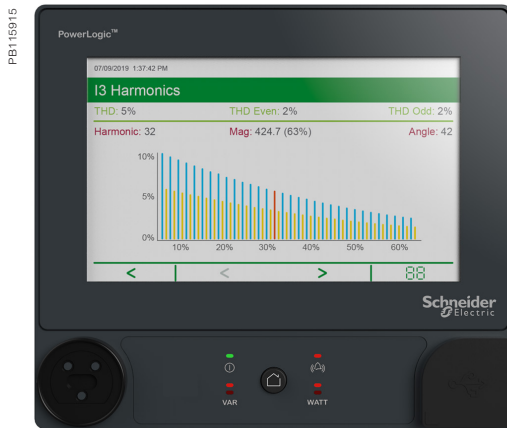 PB115915
PowerLogic™
07/09/2019 1:37:42 PM
I3 Harmonics
THD: 5% THD Even: 2% THD Odd: 2%
Harmonic: 32 Mag: 424.7 (63%) Angle: 42
10%
5%
0%
10% 20% 30% 40% 50% 60%
< < > 88
Schneider
Electric
VAR WATT